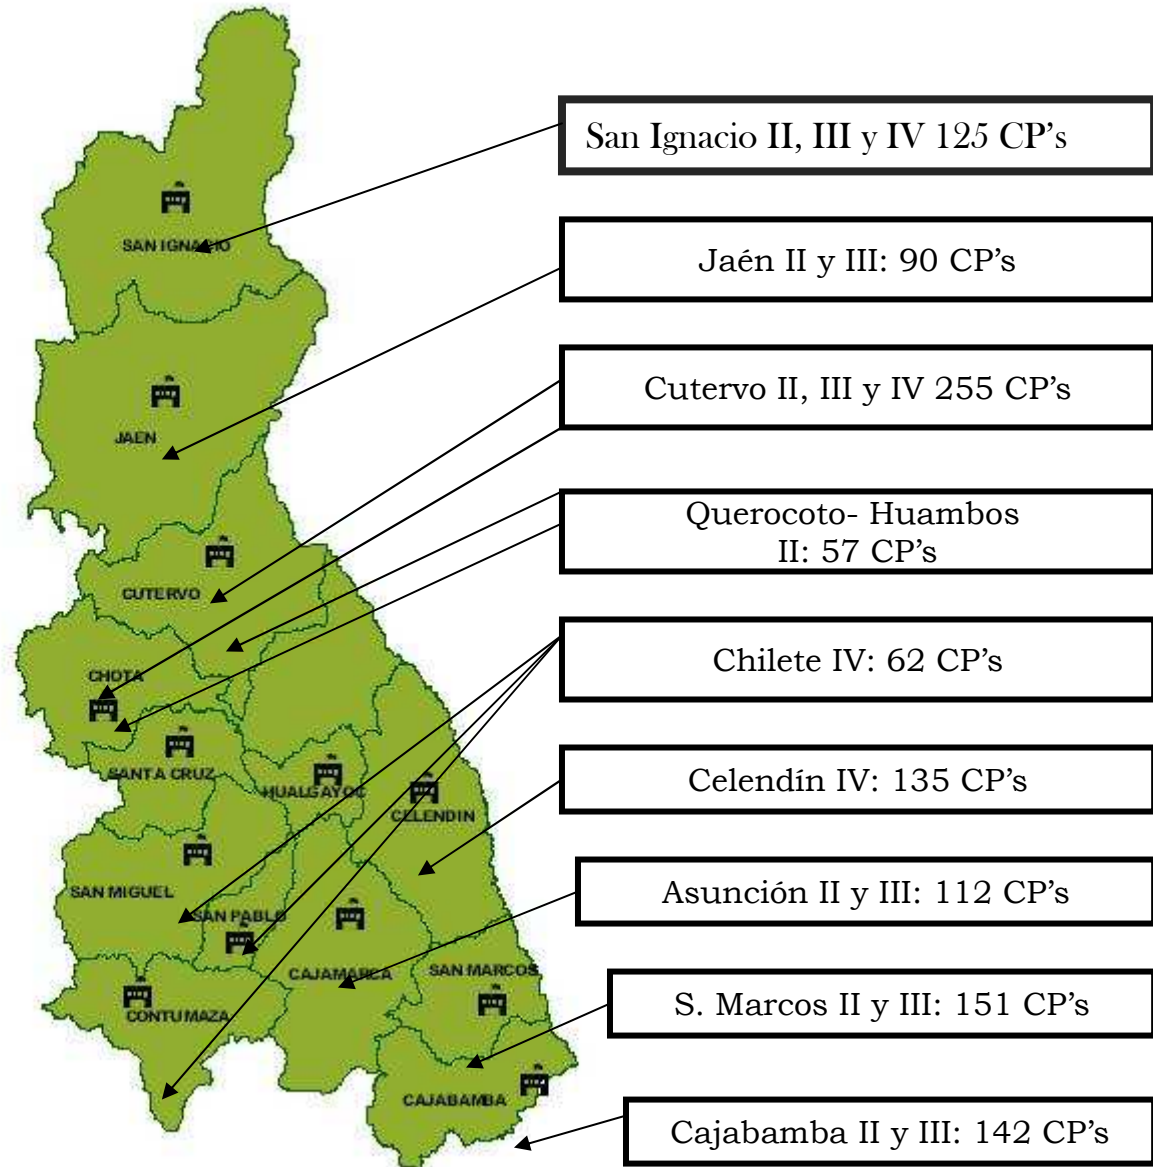 San Ignacio II, III y IV 125 CP’s
SAN IGNACIO
Jaén II y III: 90 CP’s
Cutervo II, III y IV 255 CP’s
JAEN
Querocoto- Huambos
II: 57 CP’s
CUTERVO
Chilete IV: 62 CP’s
CHOTA
SANTA CRUZ
Celendín IV: 135 CP’s
HUALGAYOC
CELENDIN
Asunción II y III: 112 CP’s
SAN MIGUEL
SAN PABLO
CAJAMARCA
SAN MARCOS
S. Marcos II y III: 151 CP’s
CONTUMAZA
CAJABAMBA
Cajabamba II y III: 142 CP’s